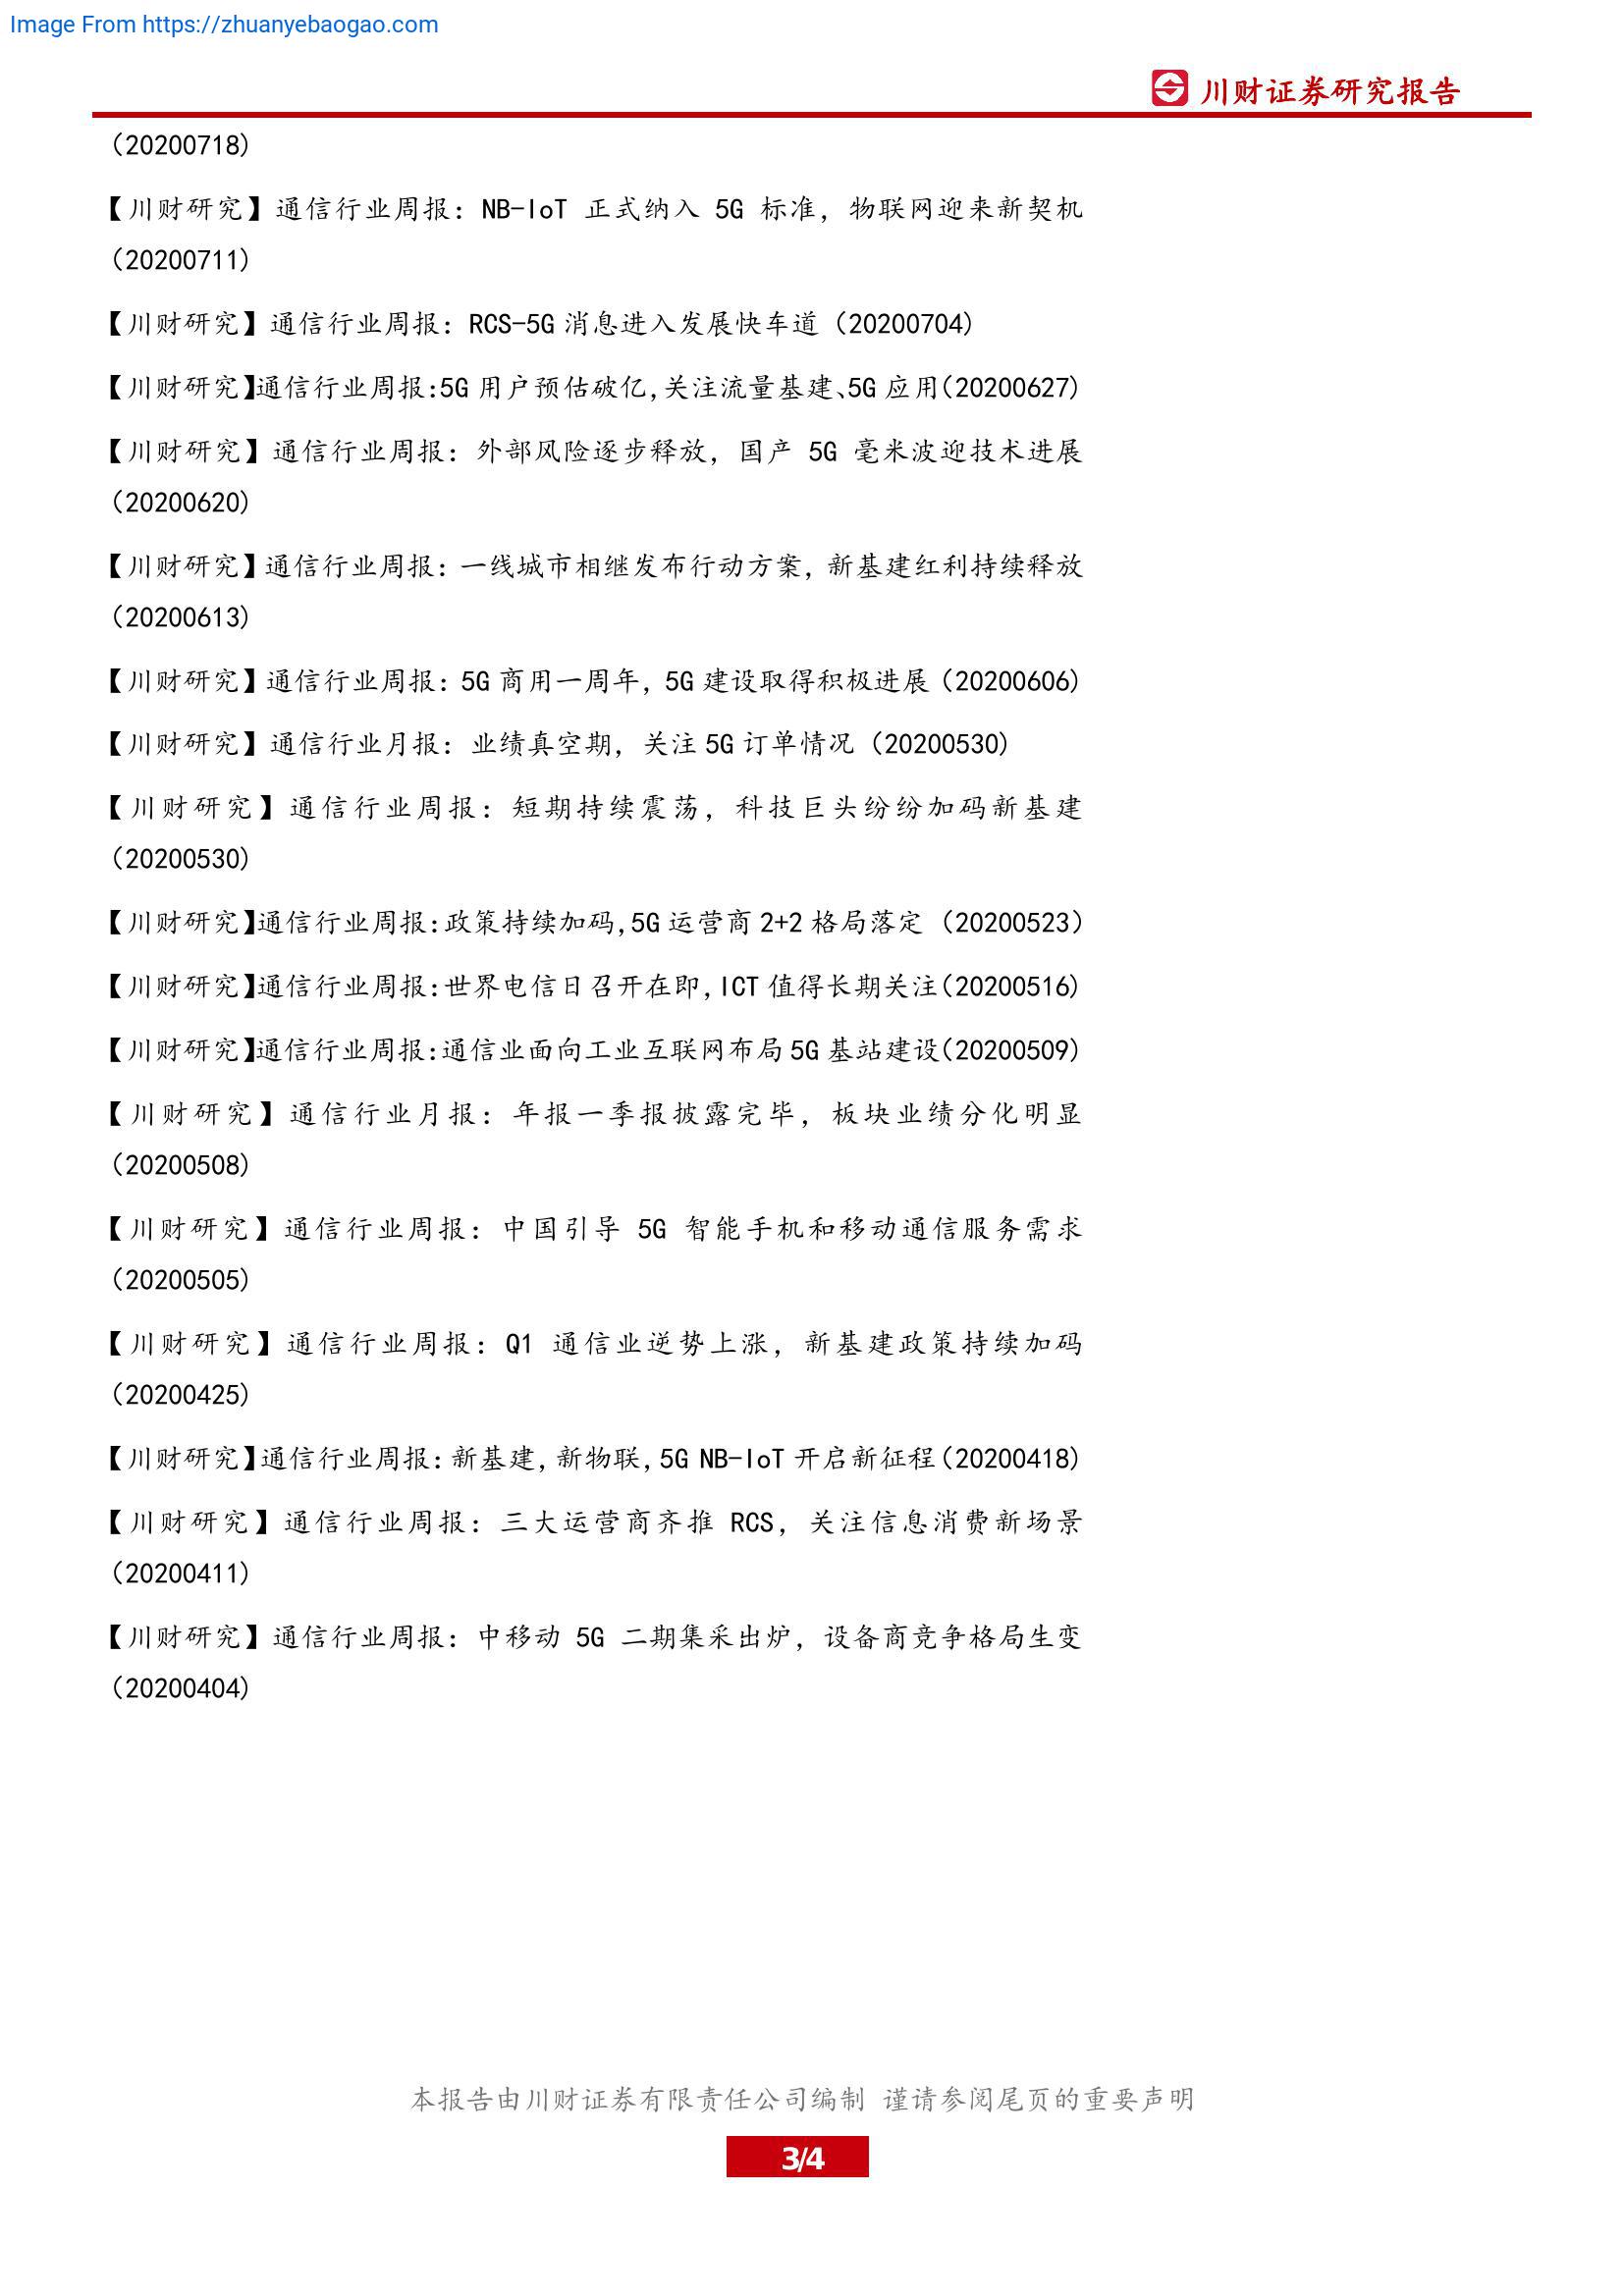 Image From https://zhuanyebaogao.com
川财证券研究报告
（20200718）
【川财研究】通信行业周报：NB-IoT 正式纳入 5G 标准，物联网迎来新契机
（20200711）
【川财研究】通信行业周报：RCS-5G 消息进入发展快车道（20200704）
【川财研究】通信行业周报：5G 用户预估破亿，关注流量基建、5G 应用（20200627）
【川财研究】通信行业周报：外部风险逐步释放，国产 5G 毫米波迎技术进展
（20200620）
【川财研究】通信行业周报：一线城市相继发布行动方案，新基建红利持续释放
（20200613）
【川财研究】通信行业周报：5G 商用一周年，5G 建设取得积极进展（20200606）
【川财研究】通信行业月报：业绩真空期，关注 5G 订单情况（20200530）
【川财研究】通信行业周报：短期持续震荡，科技巨头纷纷加码新基建
（20200530）
【川财研究】通信行业周报：政策持续加码，5G 运营商 2+2 格局落定（20200523）
【川财研究】通信行业周报：世界电信日召开在即，ICT 值得长期关注（20200516）
【川财研究】通信行业周报：通信业面向工业互联网布局 5G 基站建设（20200509）
【川财研究】通信行业月报：年报一季报披露完毕，板块业绩分化明显
（20200508）
【川财研究】通信行业周报：中国引导 5G 智能手机和移动通信服务需求
（20200505）
【川财研究】通信行业周报：Q1 通信业逆势上涨，新基建政策持续加码
（20200425）
【川财研究】通信行业周报：新基建，新物联，5G NB-IoT 开启新征程（20200418）
【川财研究】通信行业周报：三大运营商齐推 RCS，关注信息消费新场景
（20200411）
【川财研究】通信行业周报：中移动 5G 二期集采出炉，设备商竞争格局生变
（20200404）
本报告由川财证券有限责任公司编制 谨请参阅尾页的重要声明
3/4